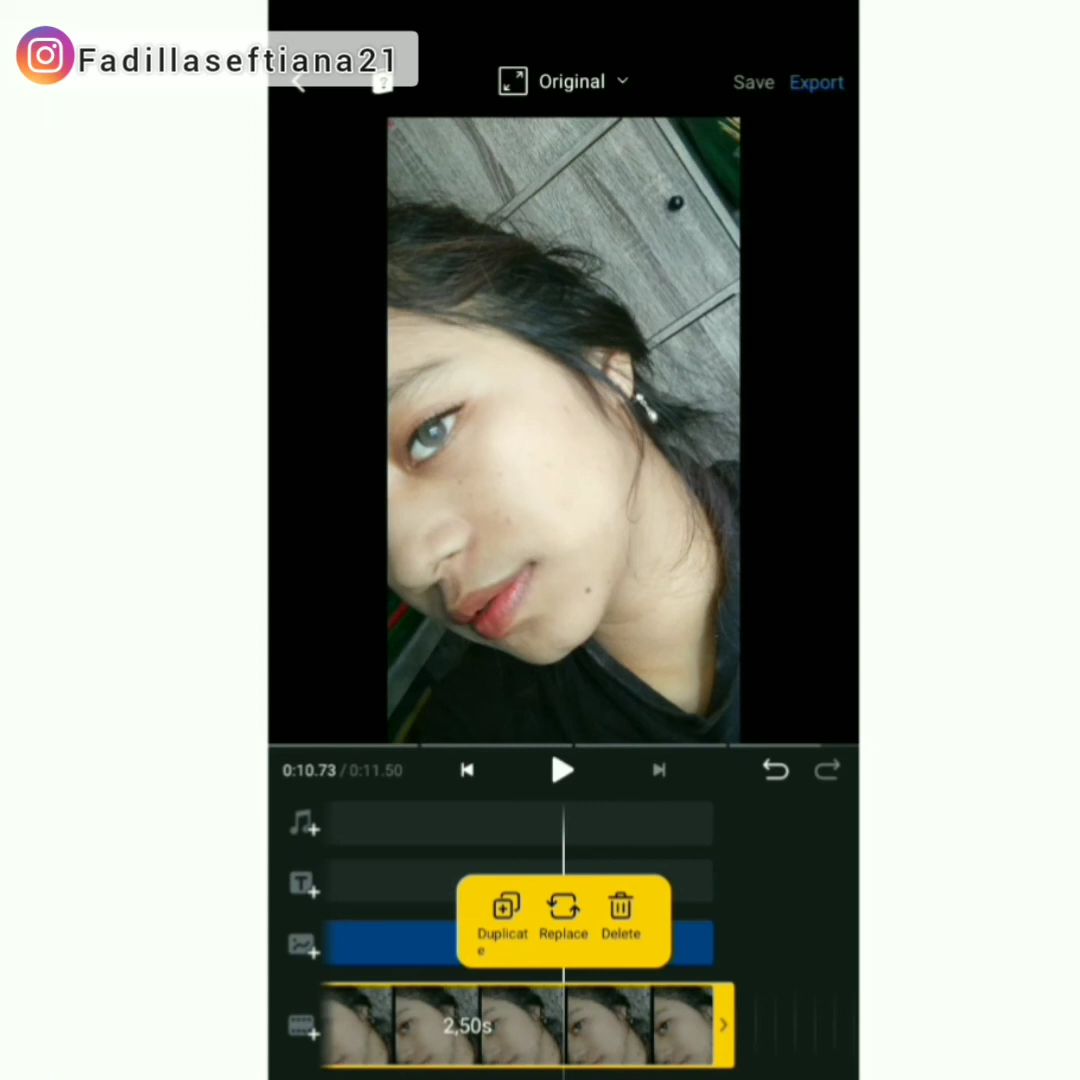 Fadillaseftiana21
Original
Save Export
0:10.73 / 0:11.50
Duplicat
e
Replace
Delete
2,50s